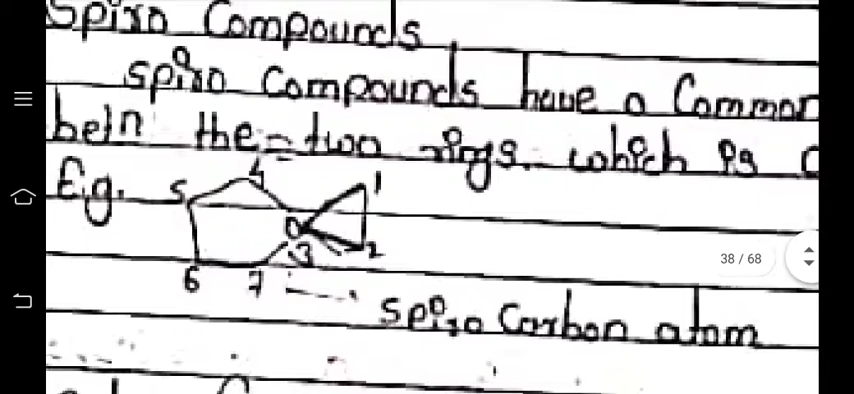 Spiro Compounds
spiro Compounds have a Common
betn the two rings. which is
E.g. 5 4 1
3 2
38 / 68
6 7
spiro Carbon atom